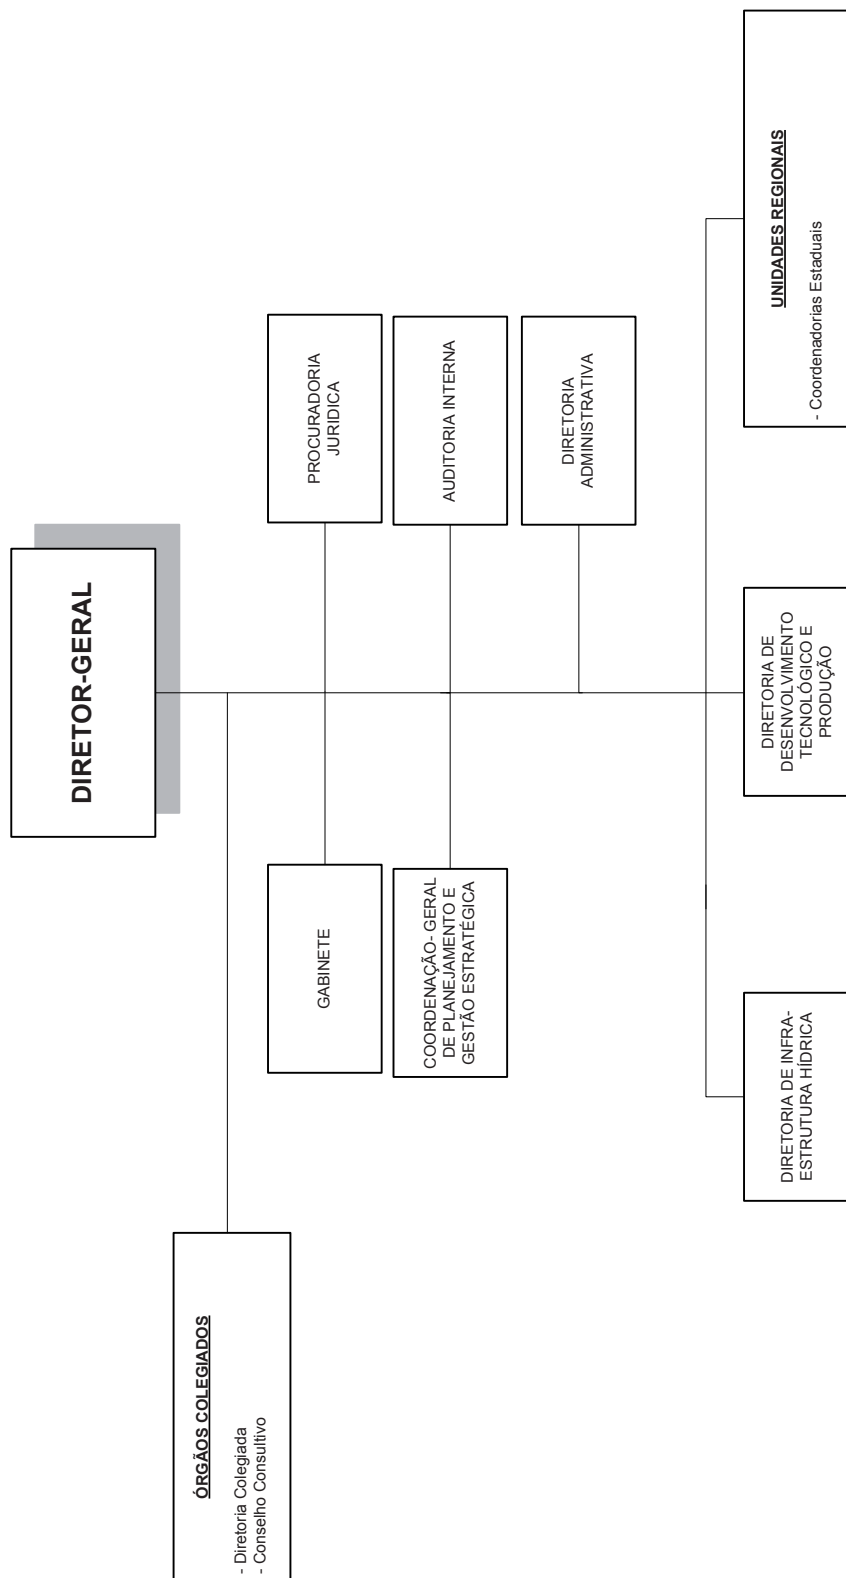 DIRETOR-GERAL
ÓRGÃOS COLEGIADOS
- Diretoria Colegiada
- Conselho Consultivo
GABINETE
PROCURADORIA
JURIDICA
COORDENAÇÃO- GERAL
DE PLANEJAMENTO E
GESTÃO ESTRATÉGICA
AUDITORIA INTERNA
DIRETORIA
ADMINISTRATIVA
DIRETORIA DE INFRA-
ESTRUTURA HÍDRICA
DIRETORIA DE
DESENVOLVIMENTO
TECNOLÓGICO E
PRODUÇÃO
UNIDADES REGIONAIS
- Coordenadorias Estaduais